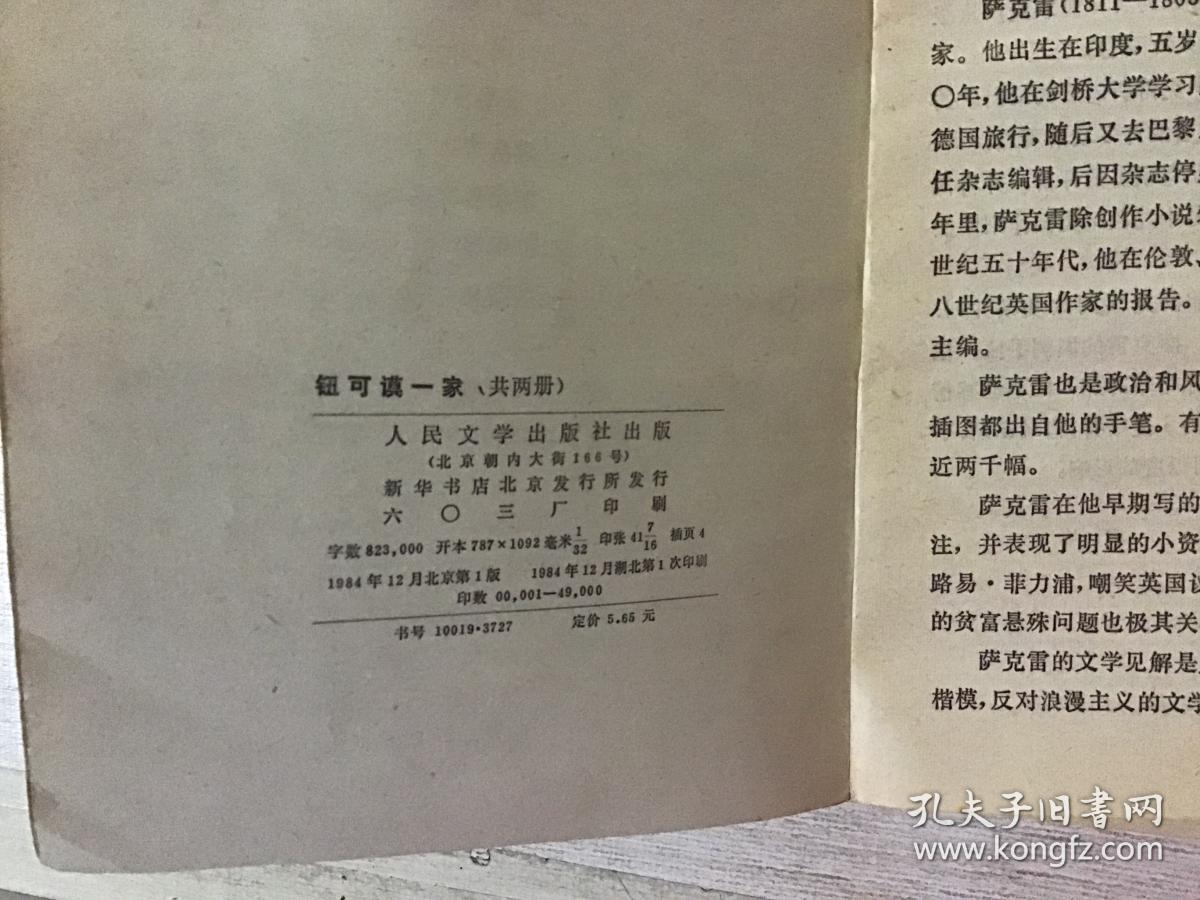 钮可谟一家（共两册）
人民文学出版社出版
（北京朝内大街166号）
新华书店北京发行所发行
六〇三厂印刷
字数823,000 开本787×1092毫米1/32 印张41 7/16 插页4
1984年12月北京第1版 1984年12月湖北第1次印刷
印数00,001—49,000
书号 10019·3727 定价 5.65 元
萨克雷(1811—1863
家。他出生在印度，五岁
〇年，他在剑桥大学学习
德国旅行，随后又去巴黎
任杂志编辑，后因杂志停
年里，萨克雷除创作小说
世纪五十年代，他在伦敦、
八世纪英国作家的报告。
主编。
萨克雷也是政治和风
插图都出自他的手笔。有
近两千幅。
萨克雷在他早期写的
注，并表现了明显的小资
路易·菲力浦，嘲笑英国议
的贫富悬殊问题也极其关
萨克雷的文学见解是
楷模，反对浪漫主义的文学
孔夫子旧书网
www.kongfz.com